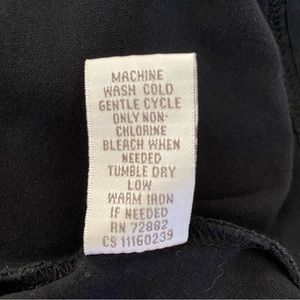 MACHINE
WASH COLD
GENTLE CYCLE
ONLY NON-
CHLORINE
BLEACH WHEN
NEEDED
TUMBLE DRY
LOW
WARM IRON
IF NEEDED
RN 72882
CS 11160239